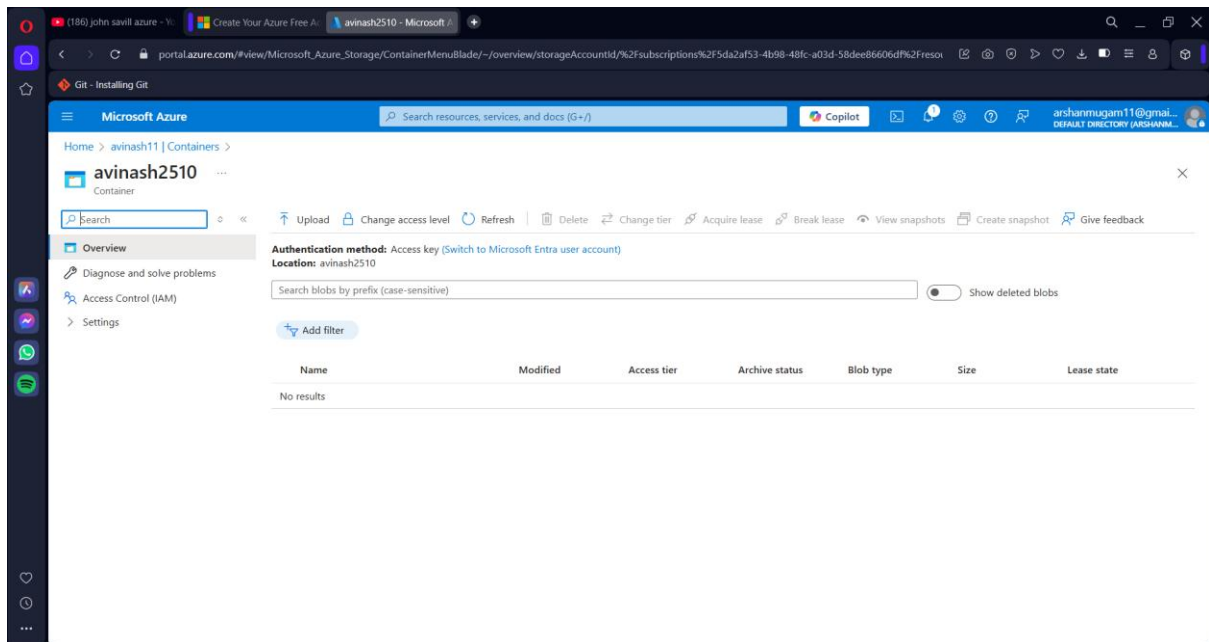 (186) john savill azure - Yo
Create Your Azure Free Ac
avinash2510 - Microsoft A
portal.azure.com/#view/Microsoft_Azure_Storage/ContainerMenuBlade/~/overview/storageAccountId/%2Fsubscriptions%2F5da2af53-4b98-48fc-a03d-58dee86606df%2Fresou
Git - Installing Git
Microsoft Azure
Search resources, services, and docs (G+/)
Copilot
arshanmugam11@gmai...
DEFAULT DIRECTORY (ARSHANM...
Home > avinash11 | Containers >
avinash2510 ...
Container
Search
Upload Change access level Refresh Delete Change tier Acquire lease Break lease View snapshots Create snapshot Give feedback
Overview
Diagnose and solve problems
Access Control (IAM)
Settings
Authentication method: Access key (Switch to Microsoft Entra user account)
Location: avinash2510
Search blobs by prefix (case-sensitive)
Show deleted blobs
Add filter
Name Modified Access tier Archive status Blob type Size Lease state
No results